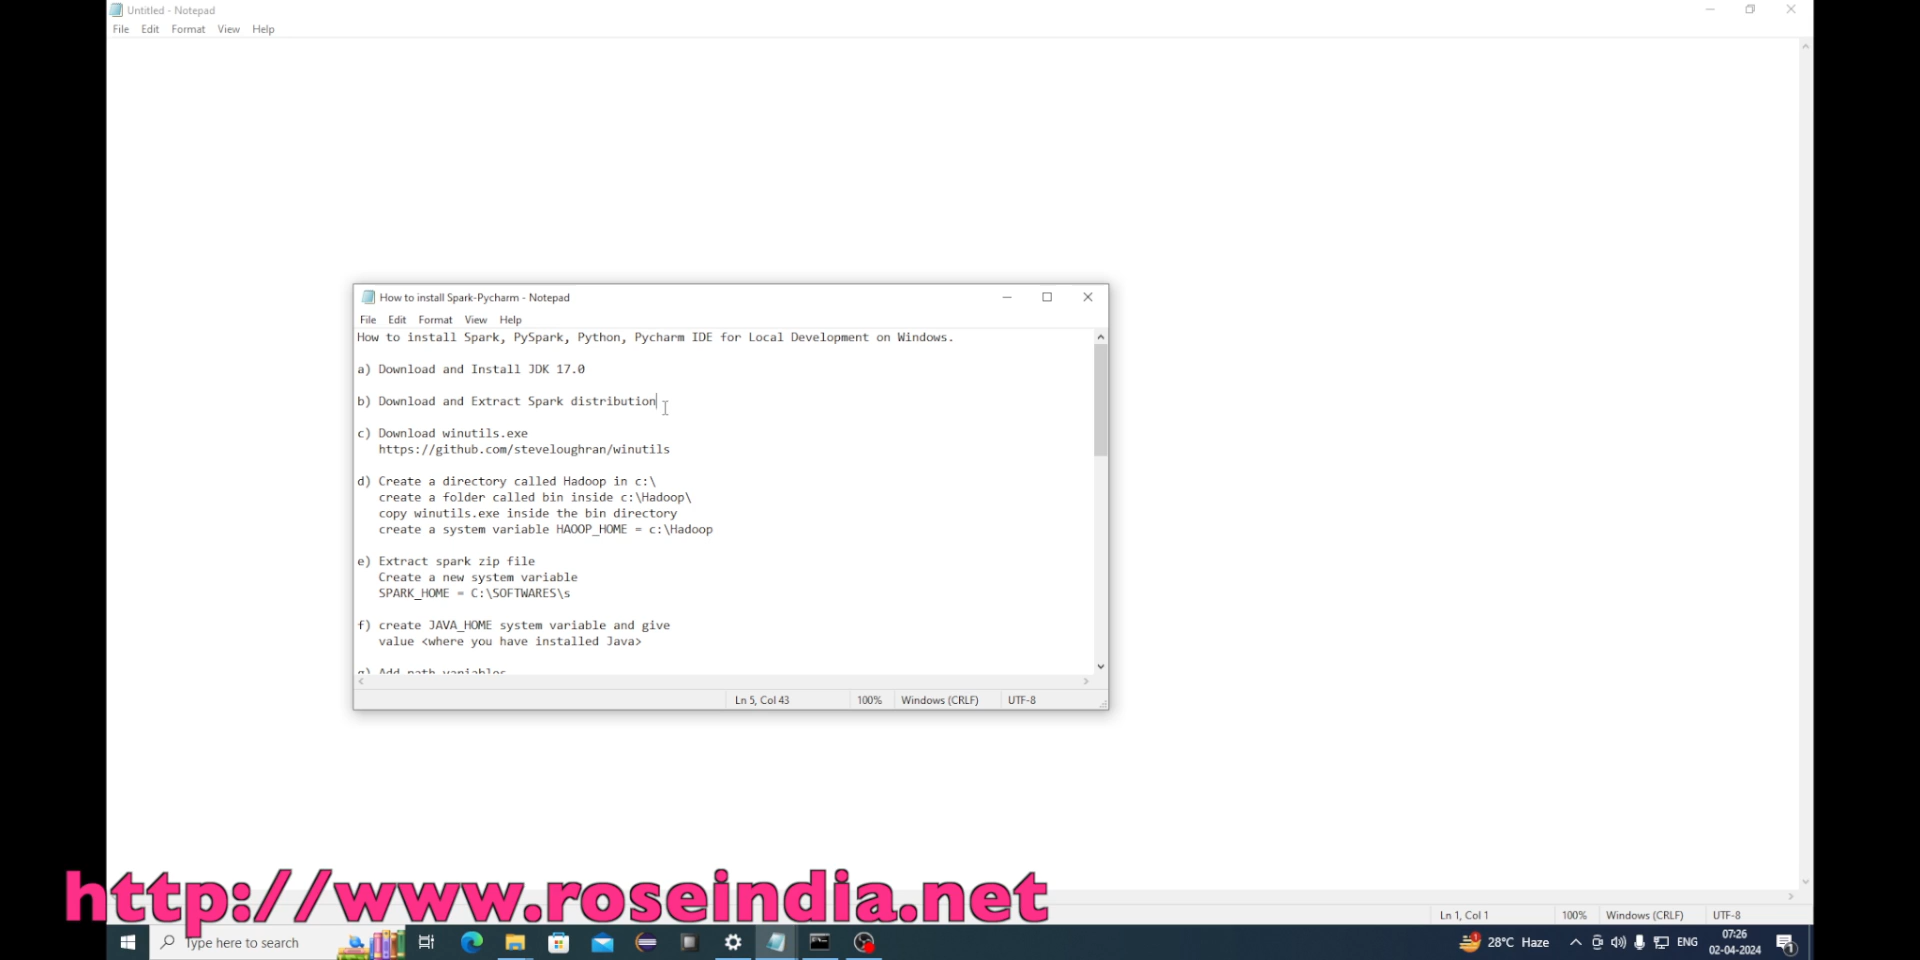 Untitled - Notepad
File Edit Format View Help
How to install Spark-Pycharm - Notepad
File Edit Format View Help
How to install Spark, PySpark, Python, Pycharm IDE for Local Development on Windows.
a) Download and Install JDK 17.0
b) Download and Extract Spark distribution
c) Download winutils.exe
https://github.com/steveloughran/winutils
d) Create a directory called Hadoop in c:\
create a folder called bin inside c:\Hadoop\
copy winutils.exe inside the bin directory
create a system variable HAOOP_HOME = c:\Hadoop
e) Extract spark zip file
Create a new system variable
SPARK_HOME = C:\SOFTWARES\s
f) create JAVA_HOME system variable and give
value <where you have installed Java>
g) Add path variables
Ln 5, Col 43 100% Windows (CRLF) UTF-8
http://www.roseindia.net
Ln 1, Col 1 100% Windows (CRLF) UTF-8
Type here to search
28°C Haze
ENG
07:26
02-04-2024